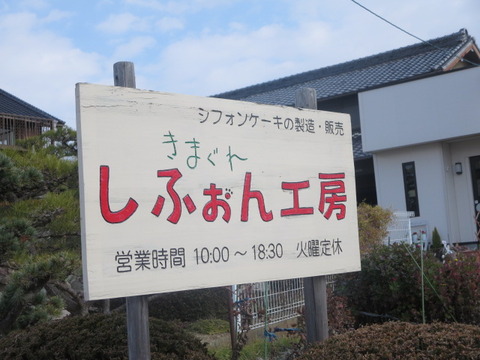 シフォンケーキの製造・販売
きまぐれ
しふぉん工房
営業時間 10:00～18:30 火曜定休